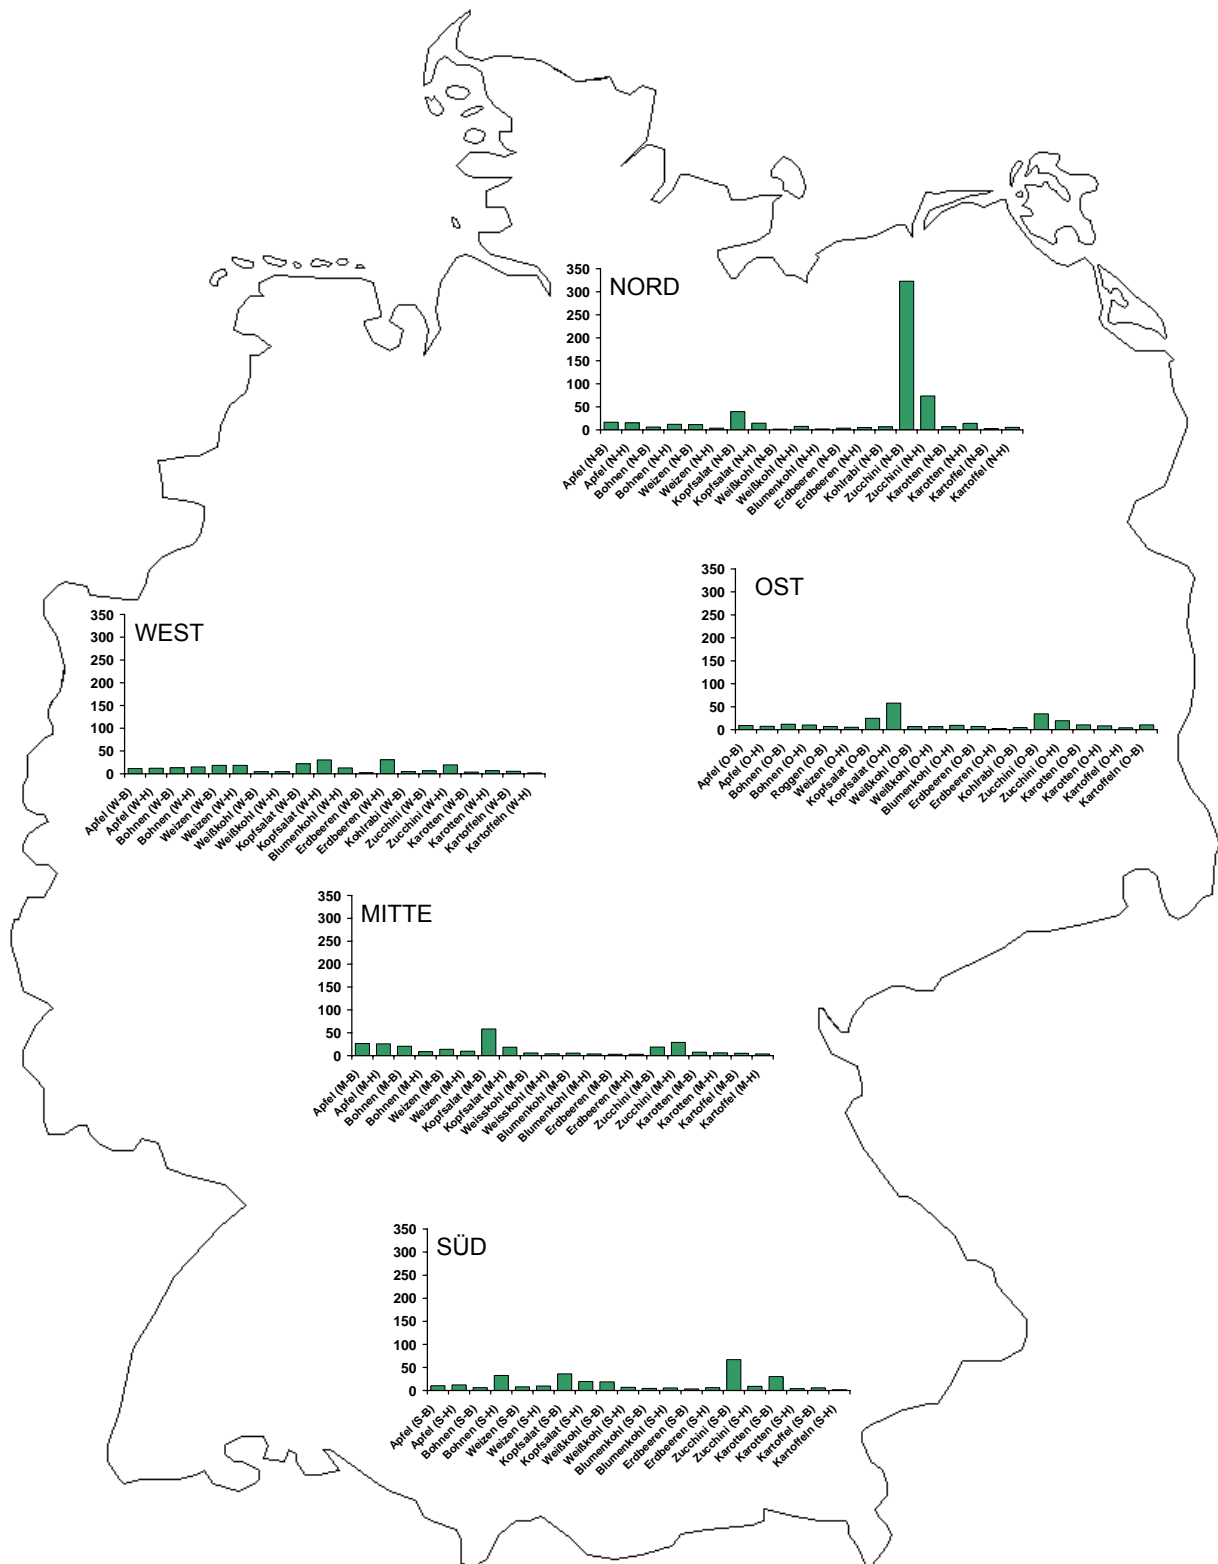 350
300
250
200
150
100
50
0
NORD
Apfel (N-B)
Apfel (N-H)
Bohnen (N-B)
Bohnen (N-H)
Weizen (N-B)
Weizen (N-H)
Kopfsalat (N-B)
Kopfsalat (N-H)
Weißkohl (N-B)
Weißkohl (N-H)
Blumenkohl (N-H)
Erdbeeren (N-B)
Erdbeeren (N-H)
Kohlrabi (N-B)
Zucchini (N-B)
Zucchini (N-H)
Karotten (N-B)
Karotten (N-H)
Kartoffel (N-B)
Kartoffel (N-H)
350
300
250
200
150
100
50
0
OST
Apfel (O-B)
Apfel (O-H)
Bohnen (O-B)
Bohnen (O-H)
Roggen (O-B)
Weizen (O-H)
Kopfsalat (O-B)
Kopfsalat (O-H)
Weißkohl (O-B)
Weißkohl (O-H)
Blumenkohl (O-H)
Erdbeeren (O-B)
Erdbeeren (O-H)
Kohlrabi (O-B)
Zucchini (O-B)
Zucchini (O-H)
Karotten (O-B)
Karotten (O-H)
Kartoffel (O-H)
Kartoffeln (O-B)
350
300
250
200
150
100
50
0
WEST
Apfel (W-B)
Apfel (W-H)
Bohnen (W-B)
Bohnen (W-H)
Weizen (W-B)
Weizen (W-H)
Weißkohl (W-B)
Weißkohl (W-H)
Kopfsalat (W-B)
Kopfsalat (W-H)
Blumenkohl (W-H)
Erdbeeren (W-B)
Erdbeeren (W-H)
Kohlrabi (W-B)
Zucchini (W-B)
Zucchini (W-H)
Karotten (W-B)
Karotten (W-H)
Kartoffeln (W-B)
Kartoffeln (W-H)
350
300
250
200
150
100
50
0
MITTE
Apfel (M-B)
Apfel (M-H)
Bohnen (M-B)
Bohnen (M-H)
Weizen (M-B)
Weizen (M-H)
Kopfsalat (M-B)
Kopfsalat (M-H)
Weisskohl (M-B)
Weisskohl (M-H)
Blumenkohl (M-B)
Blumenkohl (M-H)
Erdbeeren (M-B)
Erdbeeren (M-H)
Zucchini (M-B)
Zucchini (M-H)
Karotten (M-B)
Karotten (M-H)
Kartoffel (M-B)
Kartoffel (M-H)
350
300
250
200
150
100
50
0
SÜD
Apfel (S-B)
Apfel (S-H)
Bohnen (S-B)
Bohnen (S-H)
Weizen (S-B)
Weizen (S-H)
Kopfsalat (S-B)
Kopfsalat (S-H)
Weißkohl (S-B)
Weißkohl (S-H)
Blumenkohl (S-B)
Blumenkohl (S-H)
Erdbeeren (S-B)
Erdbeeren (S-H)
Zucchini (S-B)
Zucchini (S-H)
Karotten (S-B)
Karotten (S-H)
Kartoffel (S-B)
Kartoffeln (S-H)